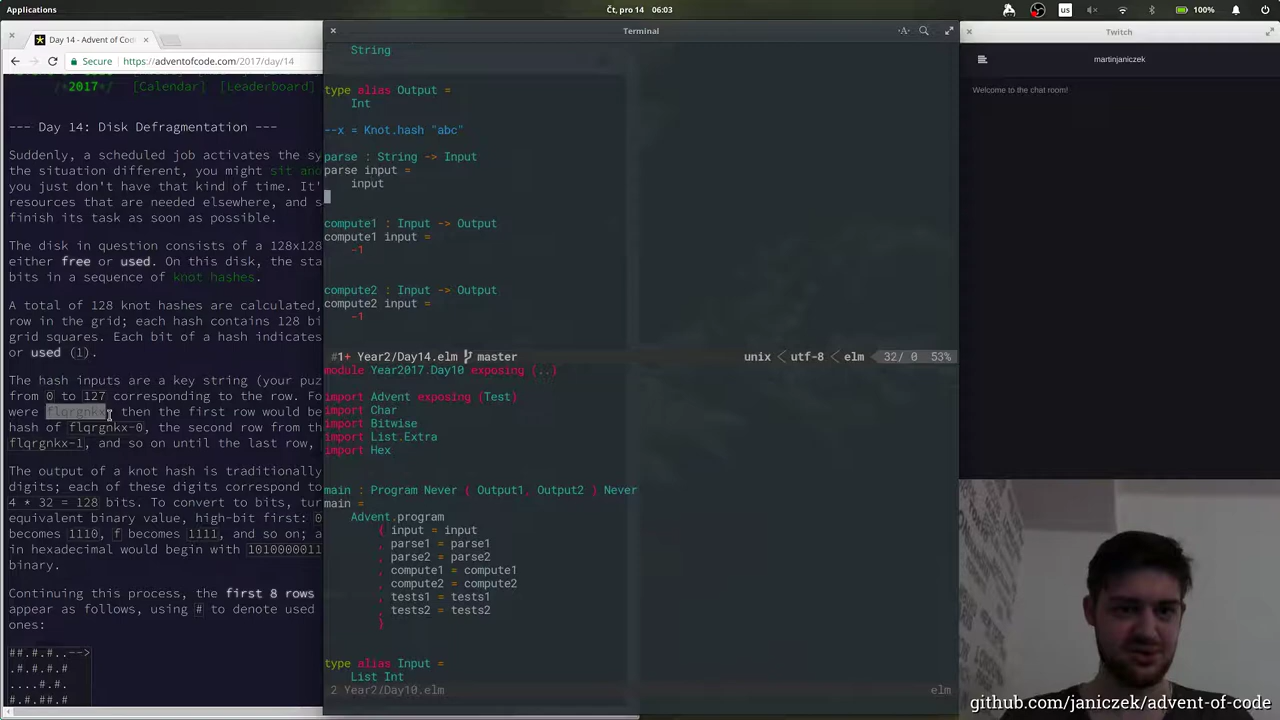 Applications
Čt, pro 14 06:03
us
100%
Day 14 - Advent of Cod
Secure
https://adventofcode.com/2017/day/14
/*2017*/ [Calendar] [Leaderboard]
--- Day 14: Disk Defragmentation ---
Suddenly, a scheduled job activates the sy
the situation different, you might sit and
you just don't have that kind of time. It'
resources that are needed elsewhere, and s
finish its task as soon as possible.
The disk in question consists of a 128x128
either free or used. On this disk, the sta
bits in a sequence of knot hashes.
A total of 128 knot hashes are calculated,
row in the grid; each hash contains 128 bi
grid squares. Each bit of a hash indicates
or used (1).
The hash inputs are a key string (your puz
from 0 to 127 corresponding to the row. Fo
were flqrgnkx, then the first row would be
hash of flqrgnkx-0, the second row from th
flqrgnkx-1, and so on until the last row,
The output of a knot hash is traditionally
digits; each of these digits correspond to
4 * 32 = 128 bits. To convert to bits, tur
equivalent binary value, high-bit first: 0
becomes 1110, f becomes 1111, and so on; a
in hexadecimal would begin with 1010000011
binary.
Continuing this process, the first 8 rows
appear as follows, using # to denote used
ones:
##.#.#..-->
.#.#.#.#
....#.#.
#.#.##.#
Terminal
String
type alias Output =
Int
--x = Knot.hash "abc"
parse : String -> Input
parse input =
input
compute1 : Input -> Output
compute1 input =
-1
compute2 : Input -> Output
compute2 input =
-1
#1+ Year2/Day14.elm master unix < utf-8 < elm 32/ 0 53%
module Year2017.Day10 exposing (..)
import Advent exposing (Test)
import Char
import Bitwise
import List.Extra
import Hex
main : Program Never ( Output1, Output2 ) Never
main =
Advent.program
{ input = input
, parse1 = parse1
, parse2 = parse2
, compute1 = compute1
, compute2 = compute2
, tests1 = tests1
, tests2 = tests2
}
type alias Input =
List Int
2 Year2/Day10.elm elm
Twitch
martinjaniczek
Welcome to the chat room!
github.com/janiczek/advent-of-code